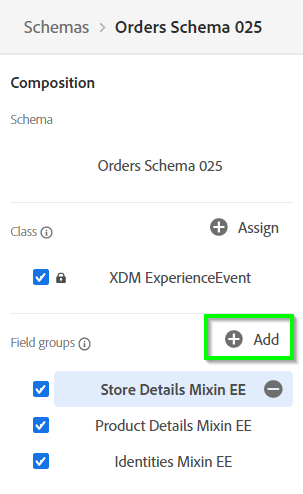 Schemas > Orders Schema 025
Composition
Schema
Orders Schema 025
Class
Assign
XDM ExperienceEvent
Field groups
Add
Store Details Mixin EE
Product Details Mixin EE
Identities Mixin EE